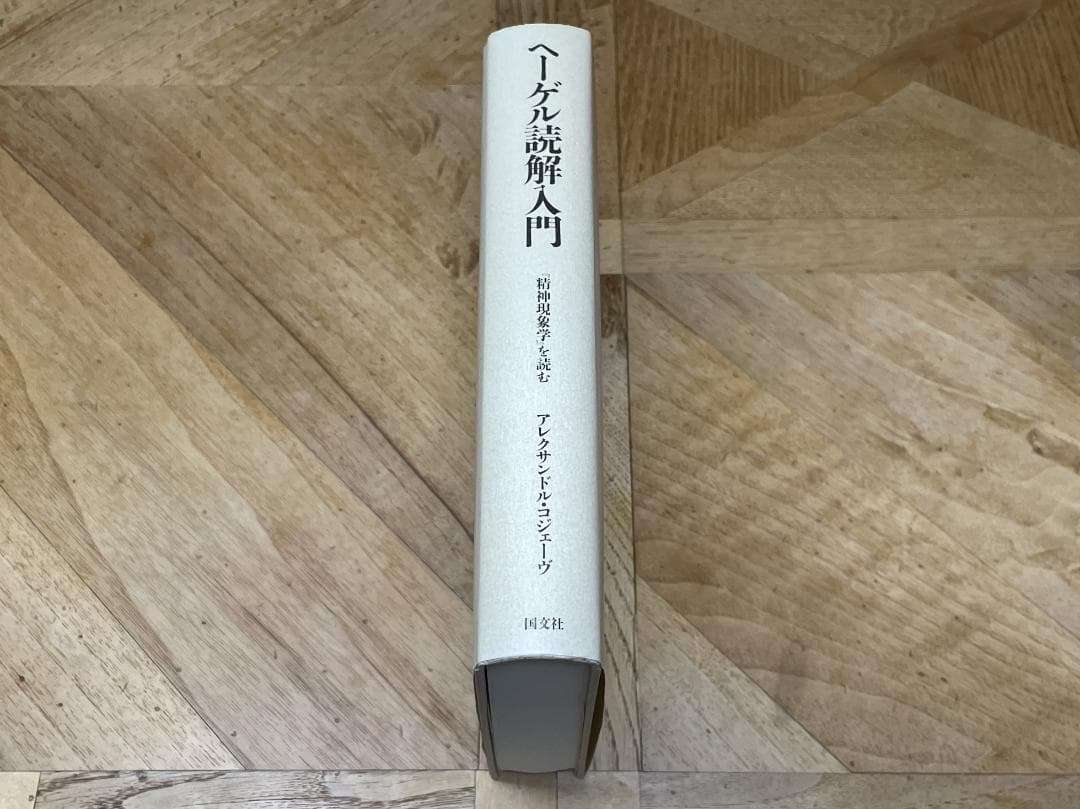 ヘーゲル読解入門
『精神現象学』を読む
アレクサンドル・コジェーヴ
国文社